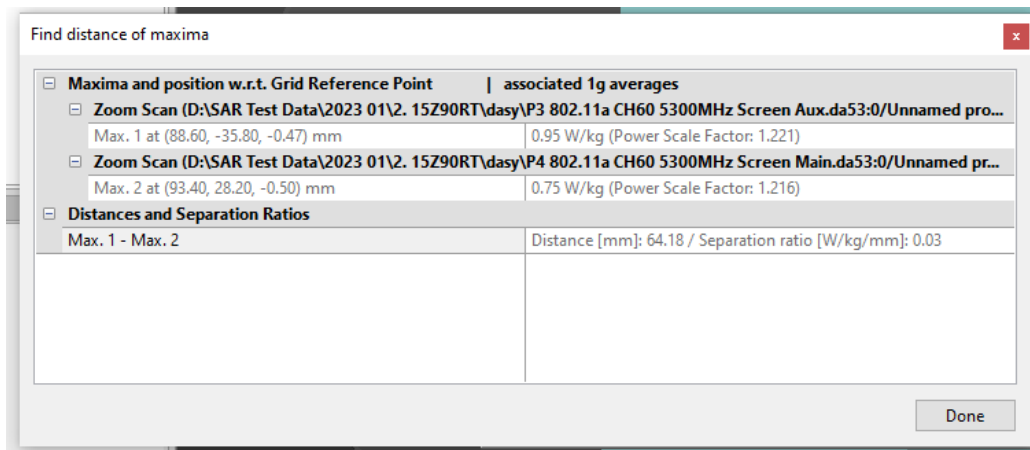 Find distance of maxima
x
Maxima and position w.r.t. Grid Reference Point | associated 1g averages
Zoom Scan (D:\SAR Test Data\2023 01\2. 15Z90RT\dasy\P3 802.11a CH60 5300MHz Screen Aux.da53:0/Unnamed pro...
Max. 1 at (88.60, -35.80, -0.47) mm 0.95 W/kg (Power Scale Factor: 1.221)
Zoom Scan (D:\SAR Test Data\2023 01\2. 15Z90RT\dasy\P4 802.11a CH60 5300MHz Screen Main.da53:0/Unnamed pr...
Max. 2 at (93.40, 28.20, -0.50) mm 0.75 W/kg (Power Scale Factor: 1.216)
Distances and Separation Ratios
Max. 1 - Max. 2 Distance [mm]: 64.18 / Separation ratio [W/kg/mm]: 0.03
Done